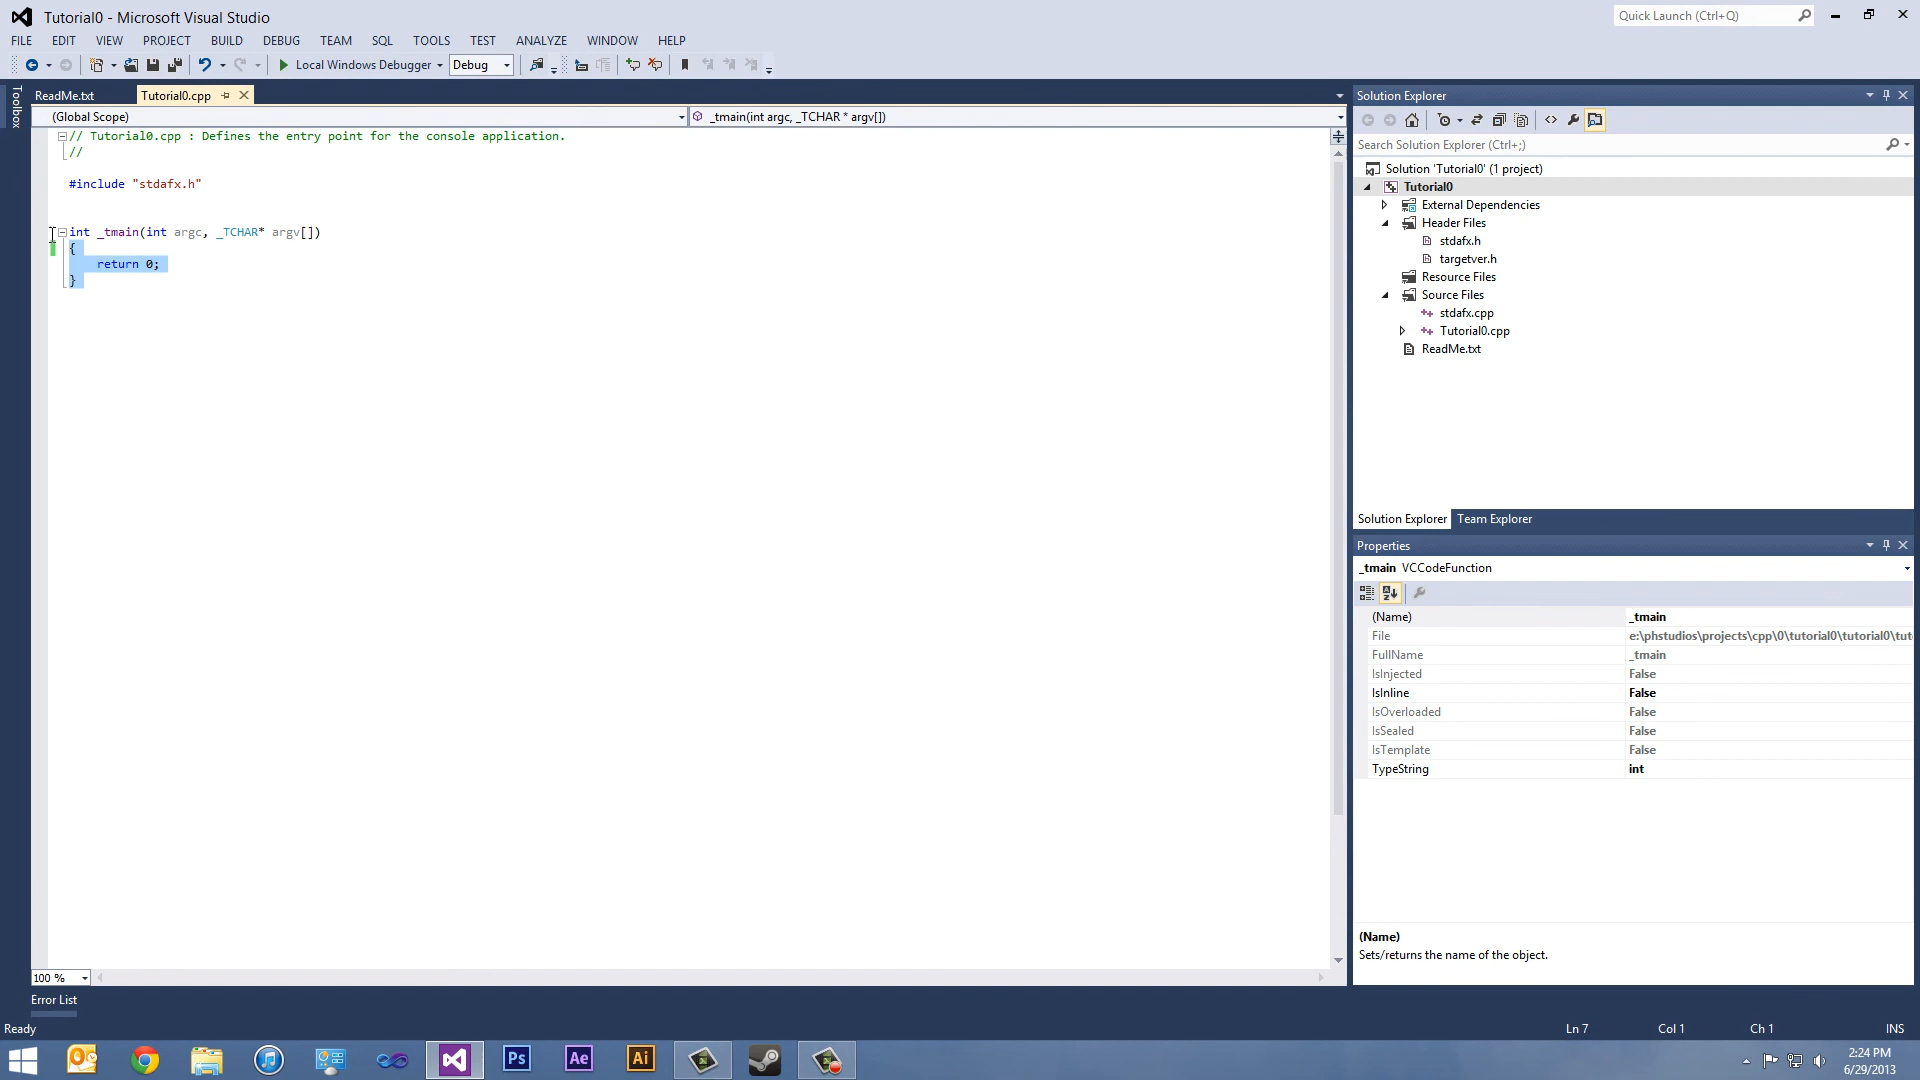 Tutorial0 - Microsoft Visual Studio
Quick Launch (Ctrl+Q)
FILE EDIT VIEW PROJECT BUILD DEBUG TEAM SQL TOOLS TEST ANALYZE WINDOW HELP
Local Windows Debugger Debug
Toolbox
ReadMe.txt Tutorial0.cpp
(Global Scope) _tmain(int argc, _TCHAR * argv[])
// Tutorial0.cpp : Defines the entry point for the console application.
//
#include "stdafx.h"
int _tmain(int argc, _TCHAR* argv[])
{
return 0;
}
100 %
Error List
Solution Explorer
Search Solution Explorer (Ctrl+;)
Solution 'Tutorial0' (1 project)
Tutorial0
External Dependencies
Header Files
stdafx.h
targetver.h
Resource Files
Source Files
stdafx.cpp
Tutorial0.cpp
ReadMe.txt
Solution Explorer Team Explorer
Properties
_tmain VCCodeFunction
(Name) _tmain
File e:\phstudios\projects\cpp\0\tutorial0\tutorial0\tut
FullName _tmain
IsInjected False
IsInline False
IsOverloaded False
IsSealed False
IsTemplate False
TypeString int
(Name)
Sets/returns the name of the object.
Ready Ln 7 Col 1 Ch 1 INS
Ps Ae Ai
2:24 PM
6/29/2013